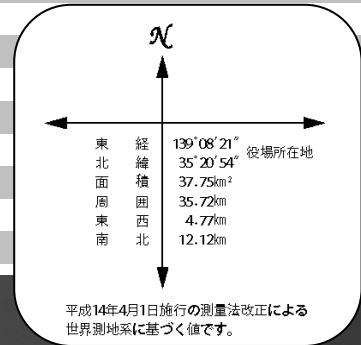 N
東経 139°08′21″ 役場所在地
北緯 35°20′54″
面積 37.75km²
周囲 35.72km
東西 4.77km
南北 12.12km
平成14年4月1日施行の測量法改正による
世界測地系に基づく値です。